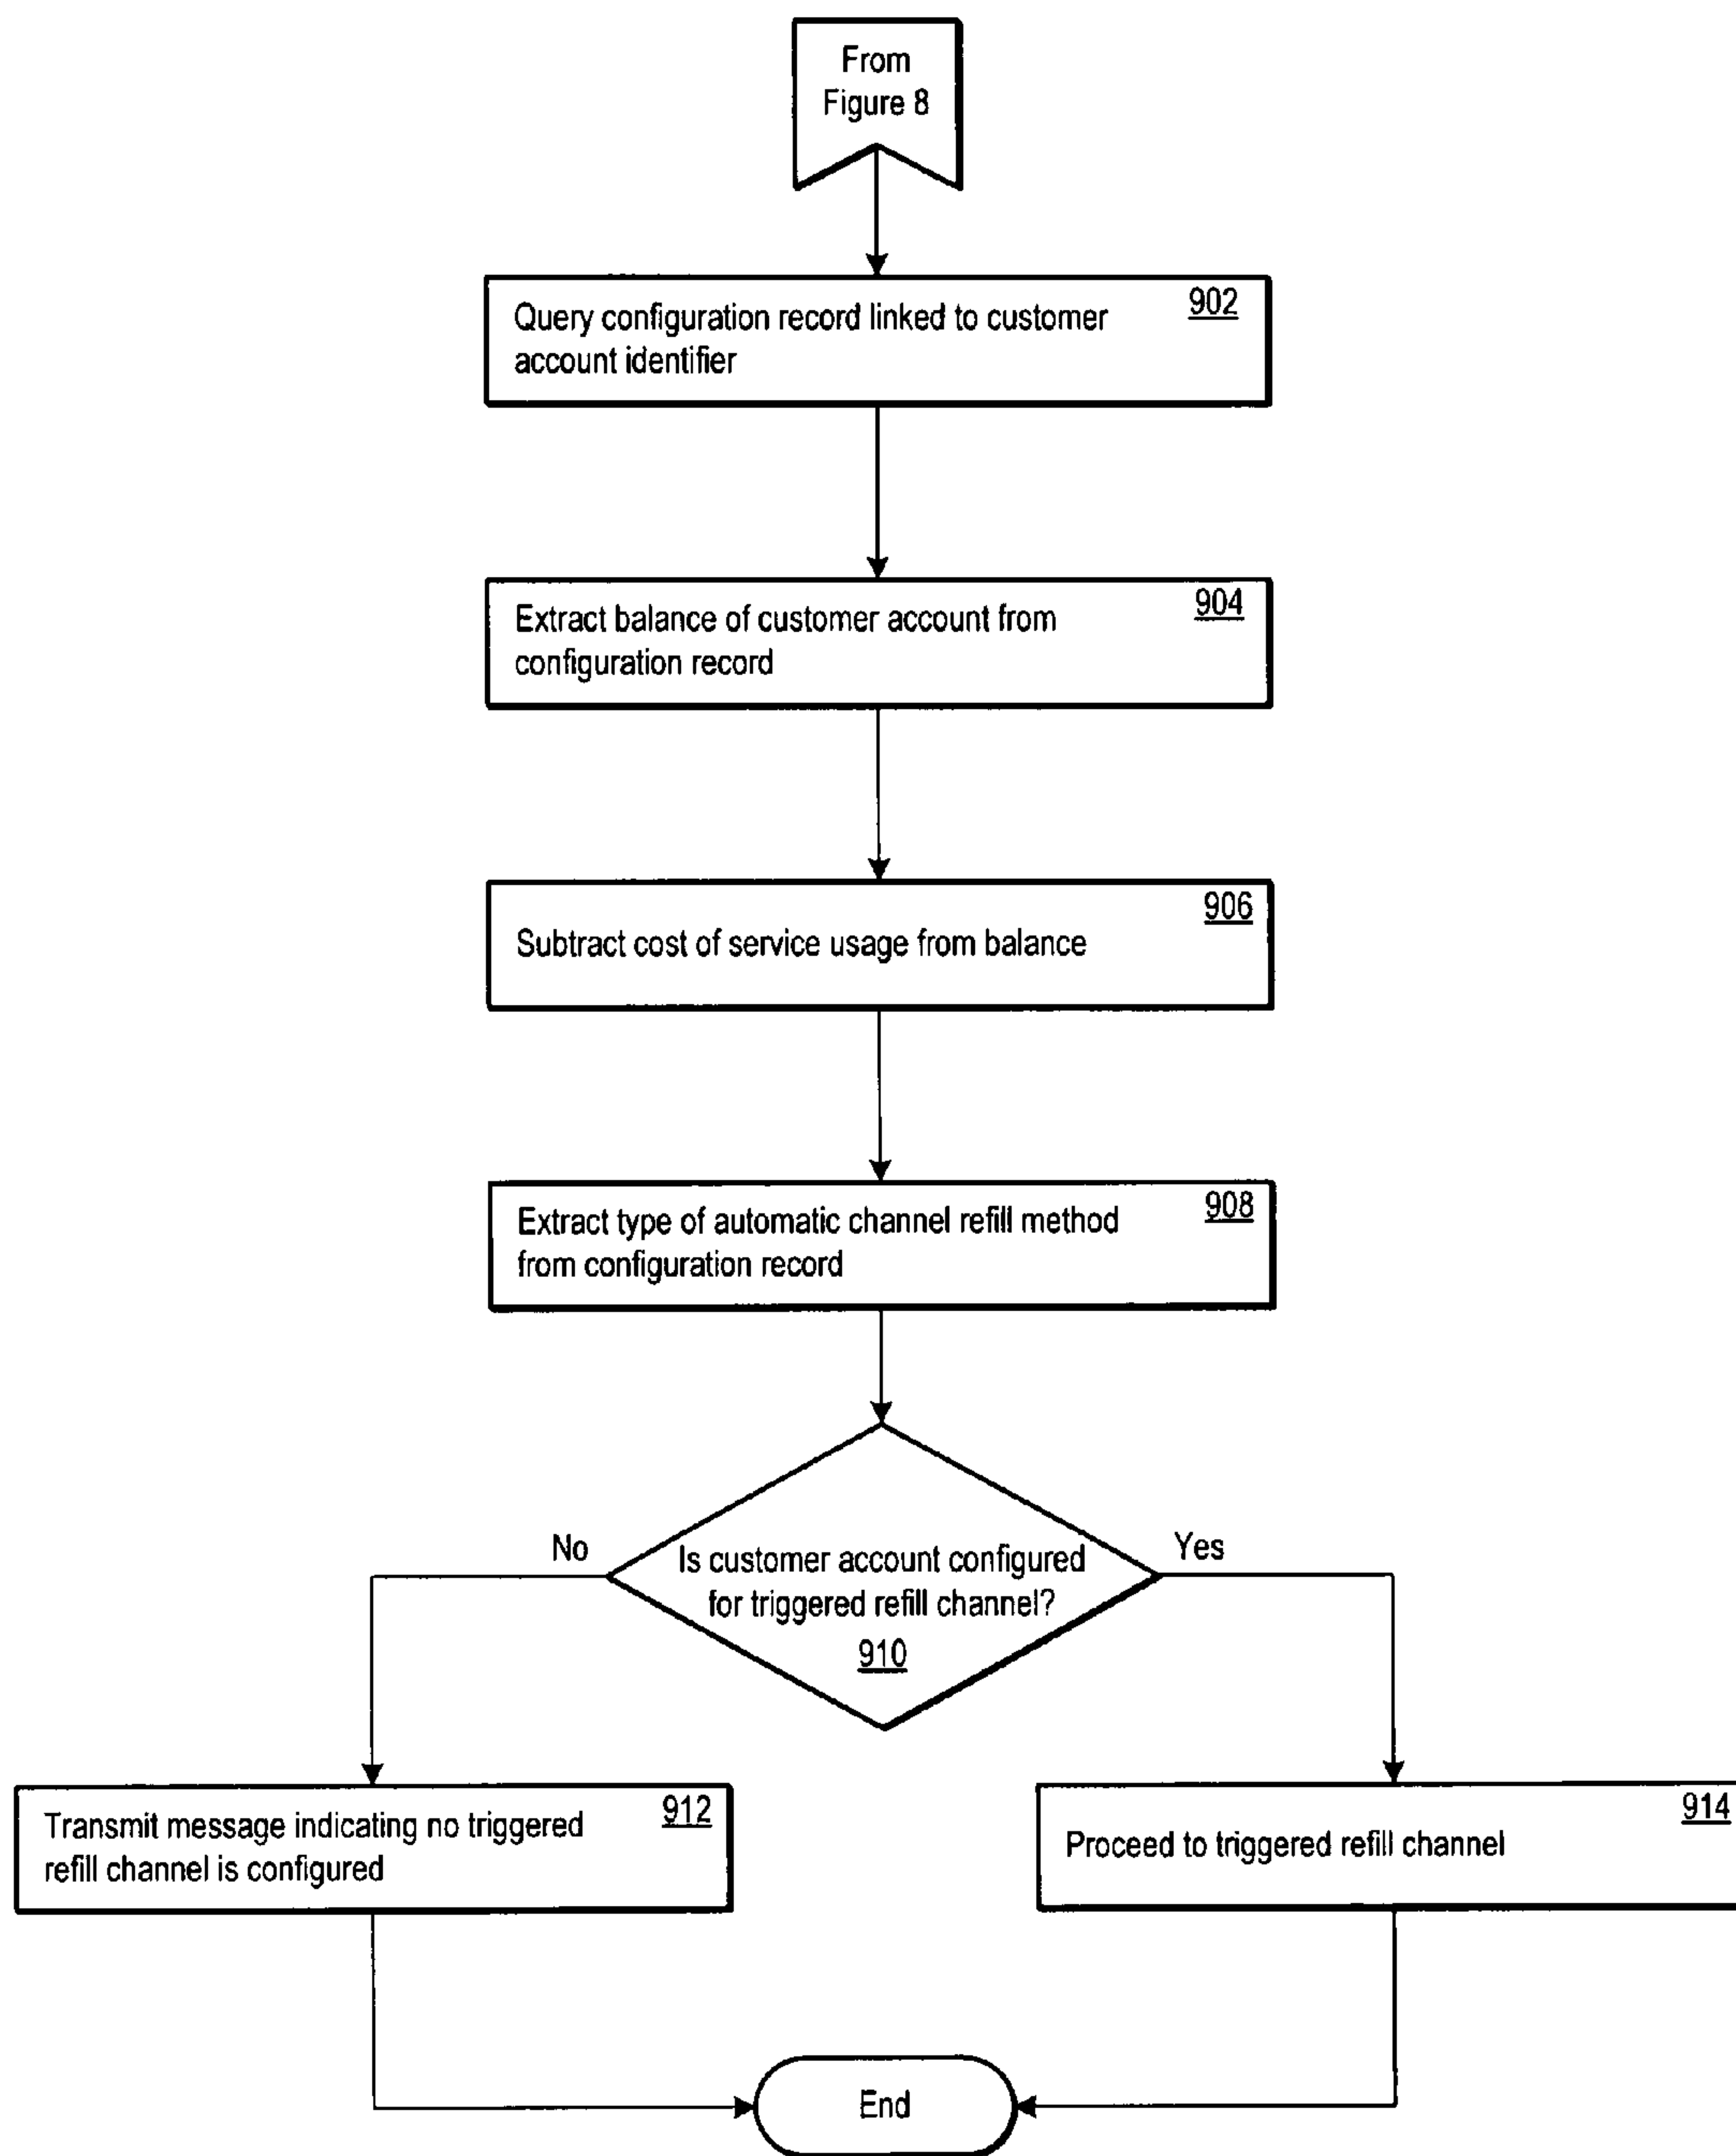 From
Figure 8
902
Query configuration record linked to customer
account identifier
904
Extract balance of customer account from
configuration record
906
Subtract cost of service usage from balance
908
Extract type of automatic channel refill method
from configuration record
No
Yes
Is customer account configured
for triggered refill channel?
910
912
Transmit message indicating no triggered
refill channel is configured
914
Proceed to triggered refill channel
End